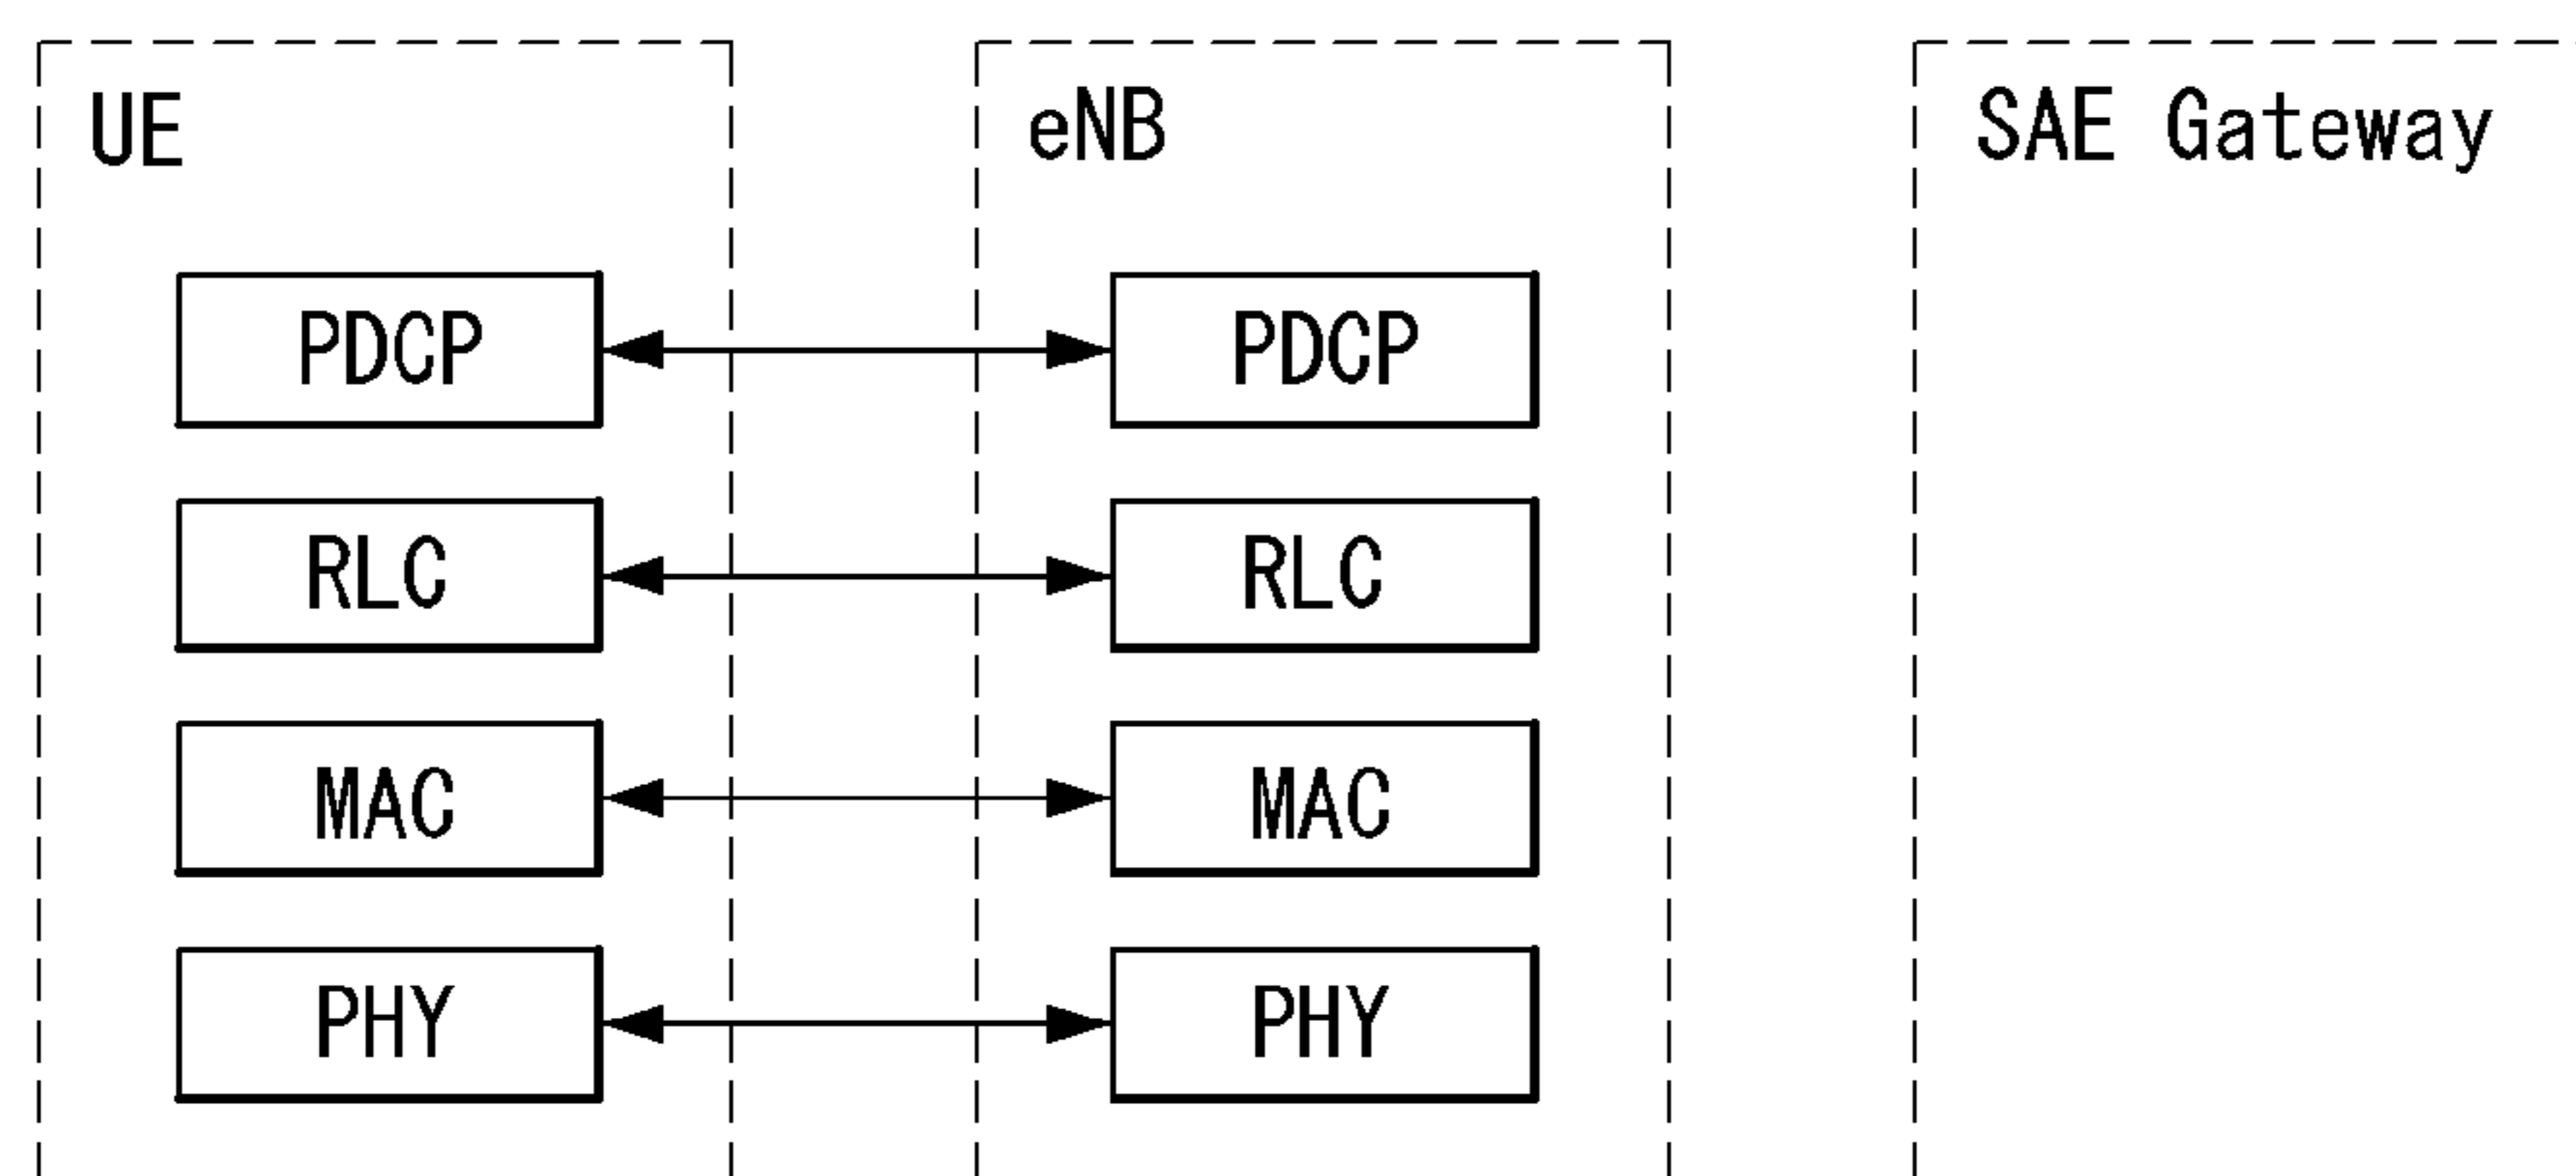 UE
eNB
SAE Gateway
PDCP
PDCP
RLC
RLC
MAC
MAC
PHY
PHY